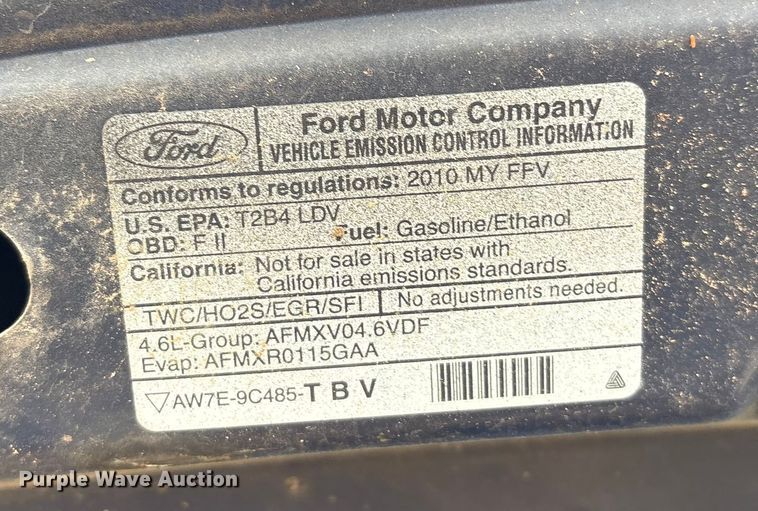 Ford
Ford Motor Company
VEHICLE EMISSION CONTROL INFORMATION
Conforms to regulations: 2010 MY FFV
U.S. EPA: T2B4 LDV
OBD: F II
Fuel: Gasoline/Ethanol
California: Not for sale in states with
California emissions standards.
TWC/HO2S/EGR/SFI
No adjustments needed.
4.6L-Group: AFMXV04.6VDF
Evap: AFMXR0115GAA
AW7E-9C485-T B V
Purple Wave Auction